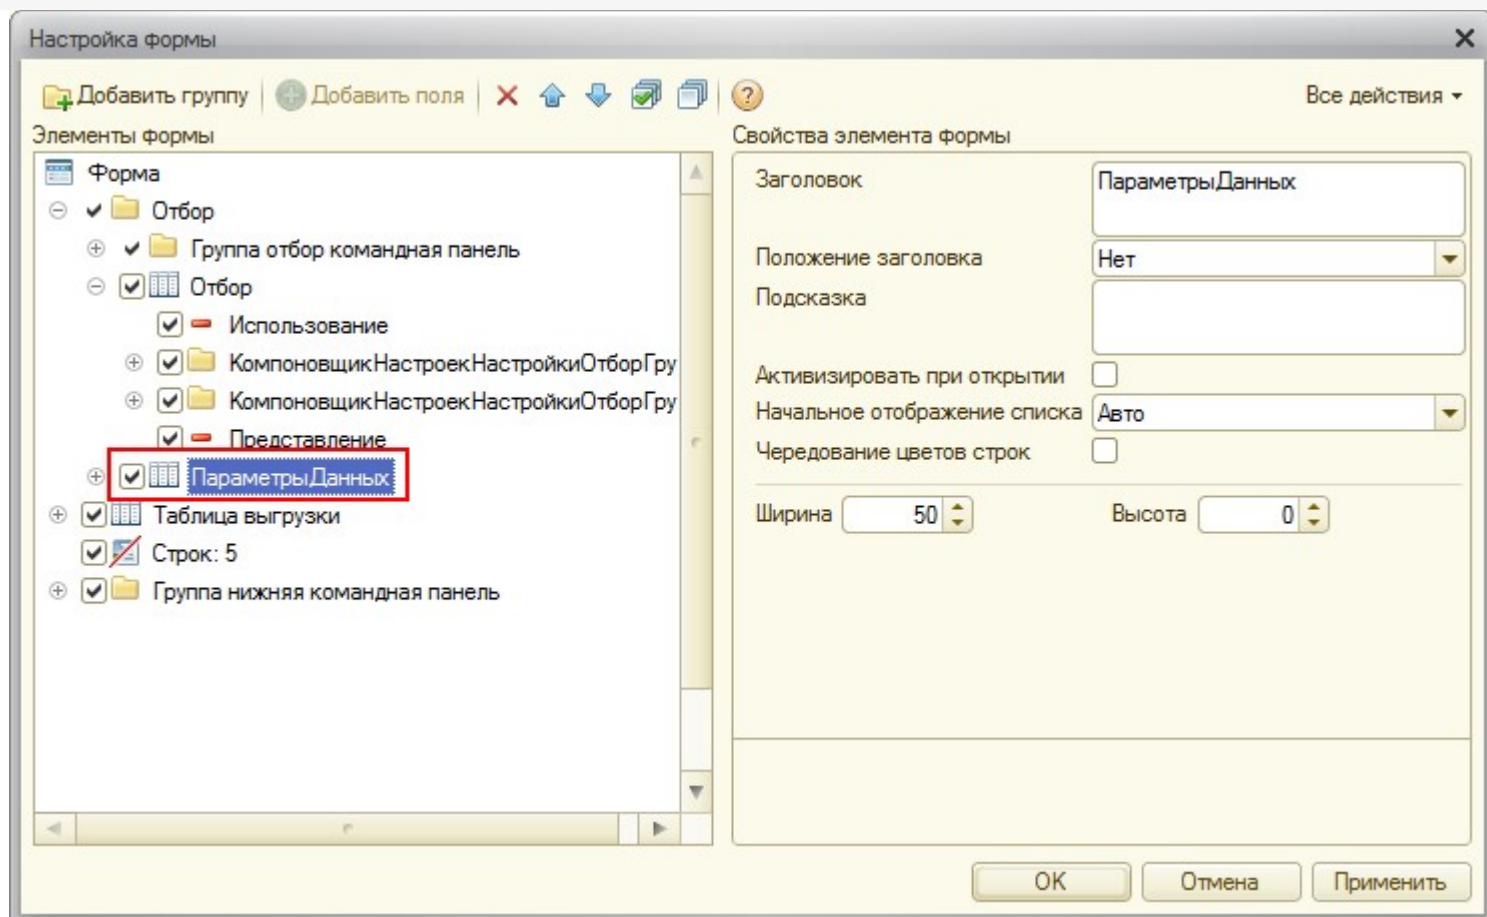 Настройка формы
Добавить группу Добавить поля Все действия
Элементы формы
Форма
Отбор
Группа отбор командная панель
Отбор
Использование
КомпоновщикНастроекНастройкиОтборГру
КомпоновщикНастроекНастройкиОтборГру
Представление
ПараметрыДанных
Таблица выгрузки
Строк: 5
Группа нижняя командная панель
Свойства элемента формы
Заголовок ПараметрыДанных
Положение заголовка Нет
Подсказка
Активизировать при открытии
Начальное отображение списка Авто
Чередование цветов строк
Ширина 50 Высота 0
OK Отмена Применить